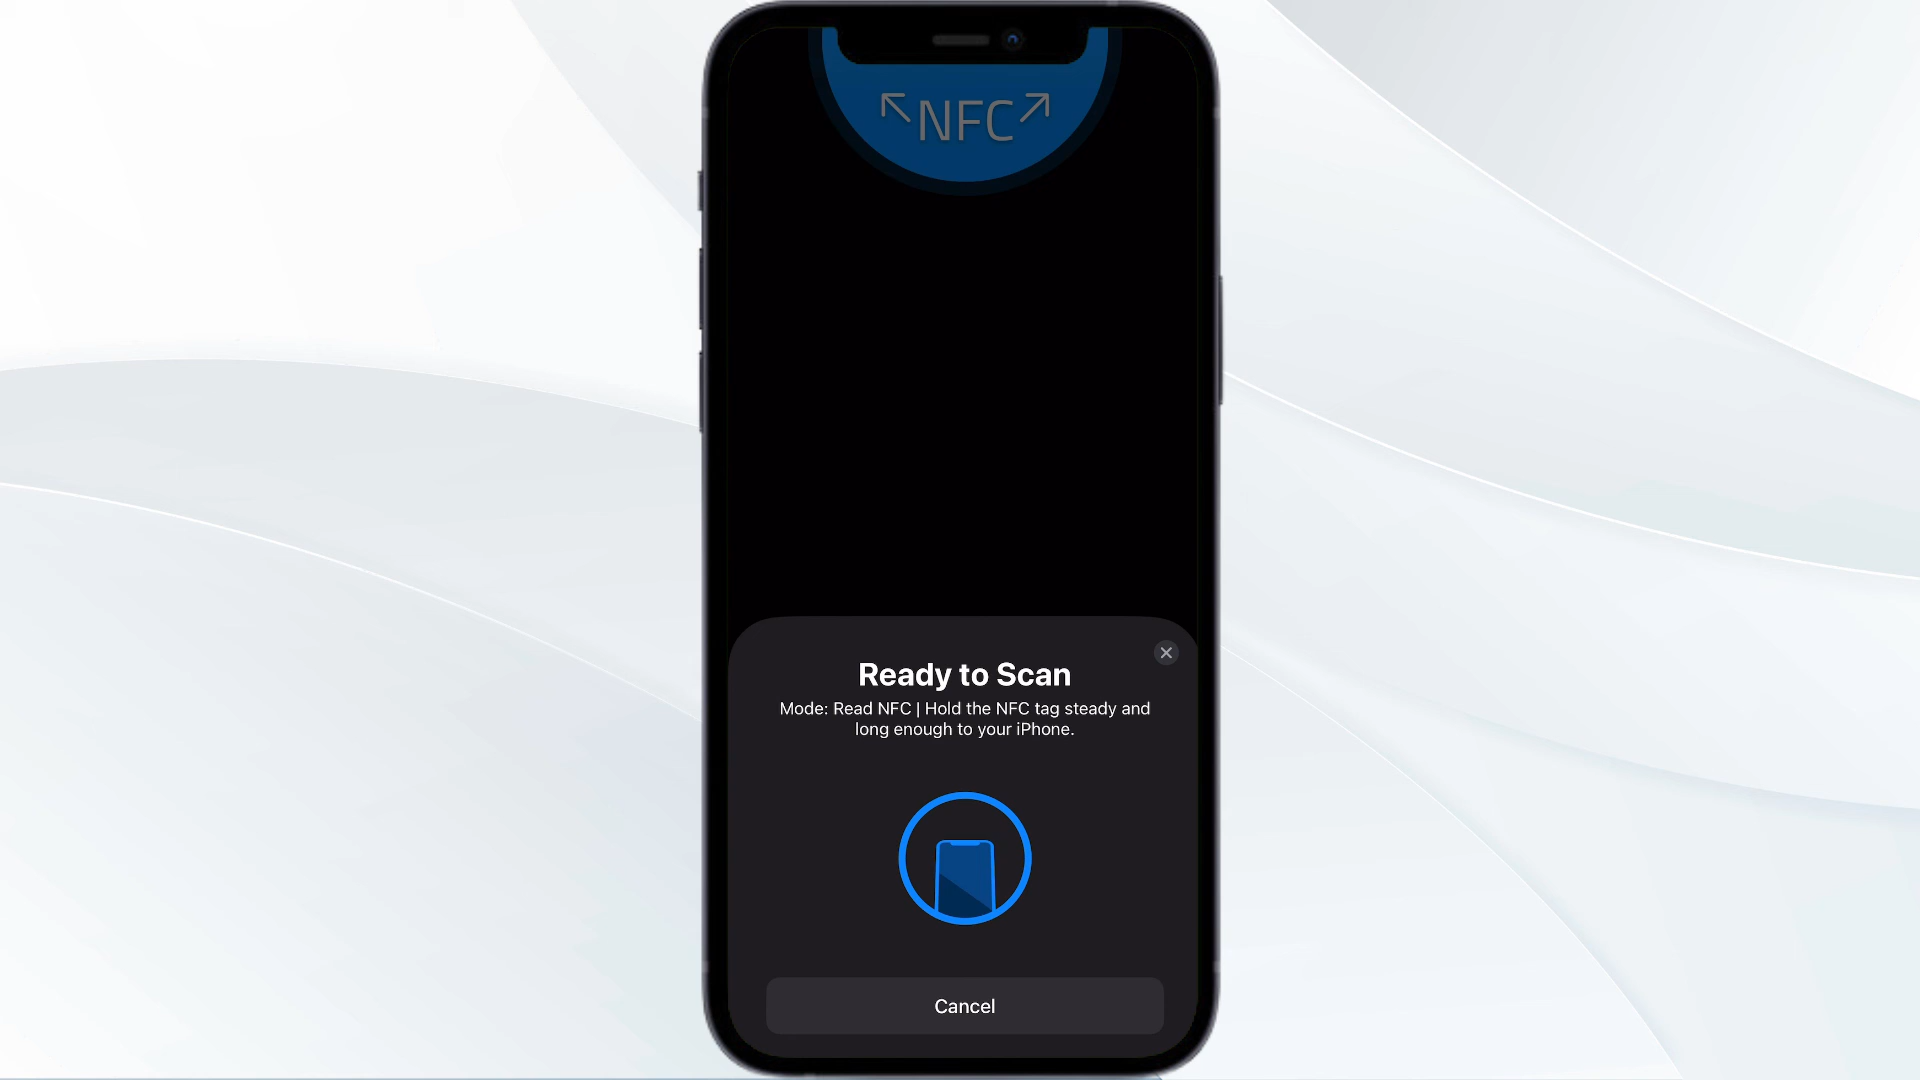 NFC
Ready to Scan
Mode: Read NFC | Hold the NFC tag steady and
long enough to your iPhone.
Cancel